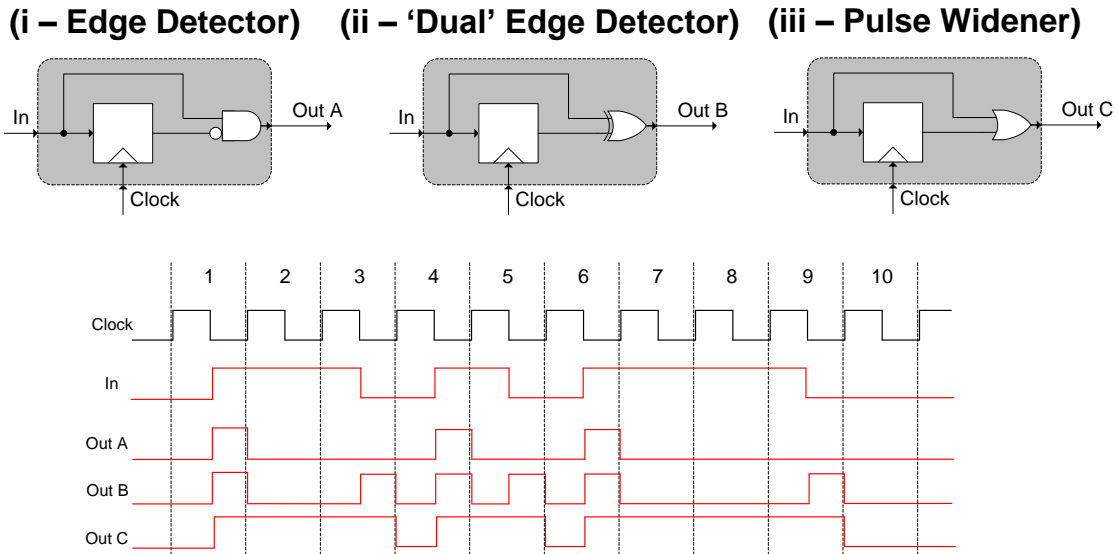 (i – Edge Detector) (ii – ‘Dual’ Edge Detector) (iii – Pulse Widener)
In Out A In Out B In Out C
Clock Clock Clock
1 2 3 4 5 6 7 8 9 10
Clock
In
Out A
Out B
Out C